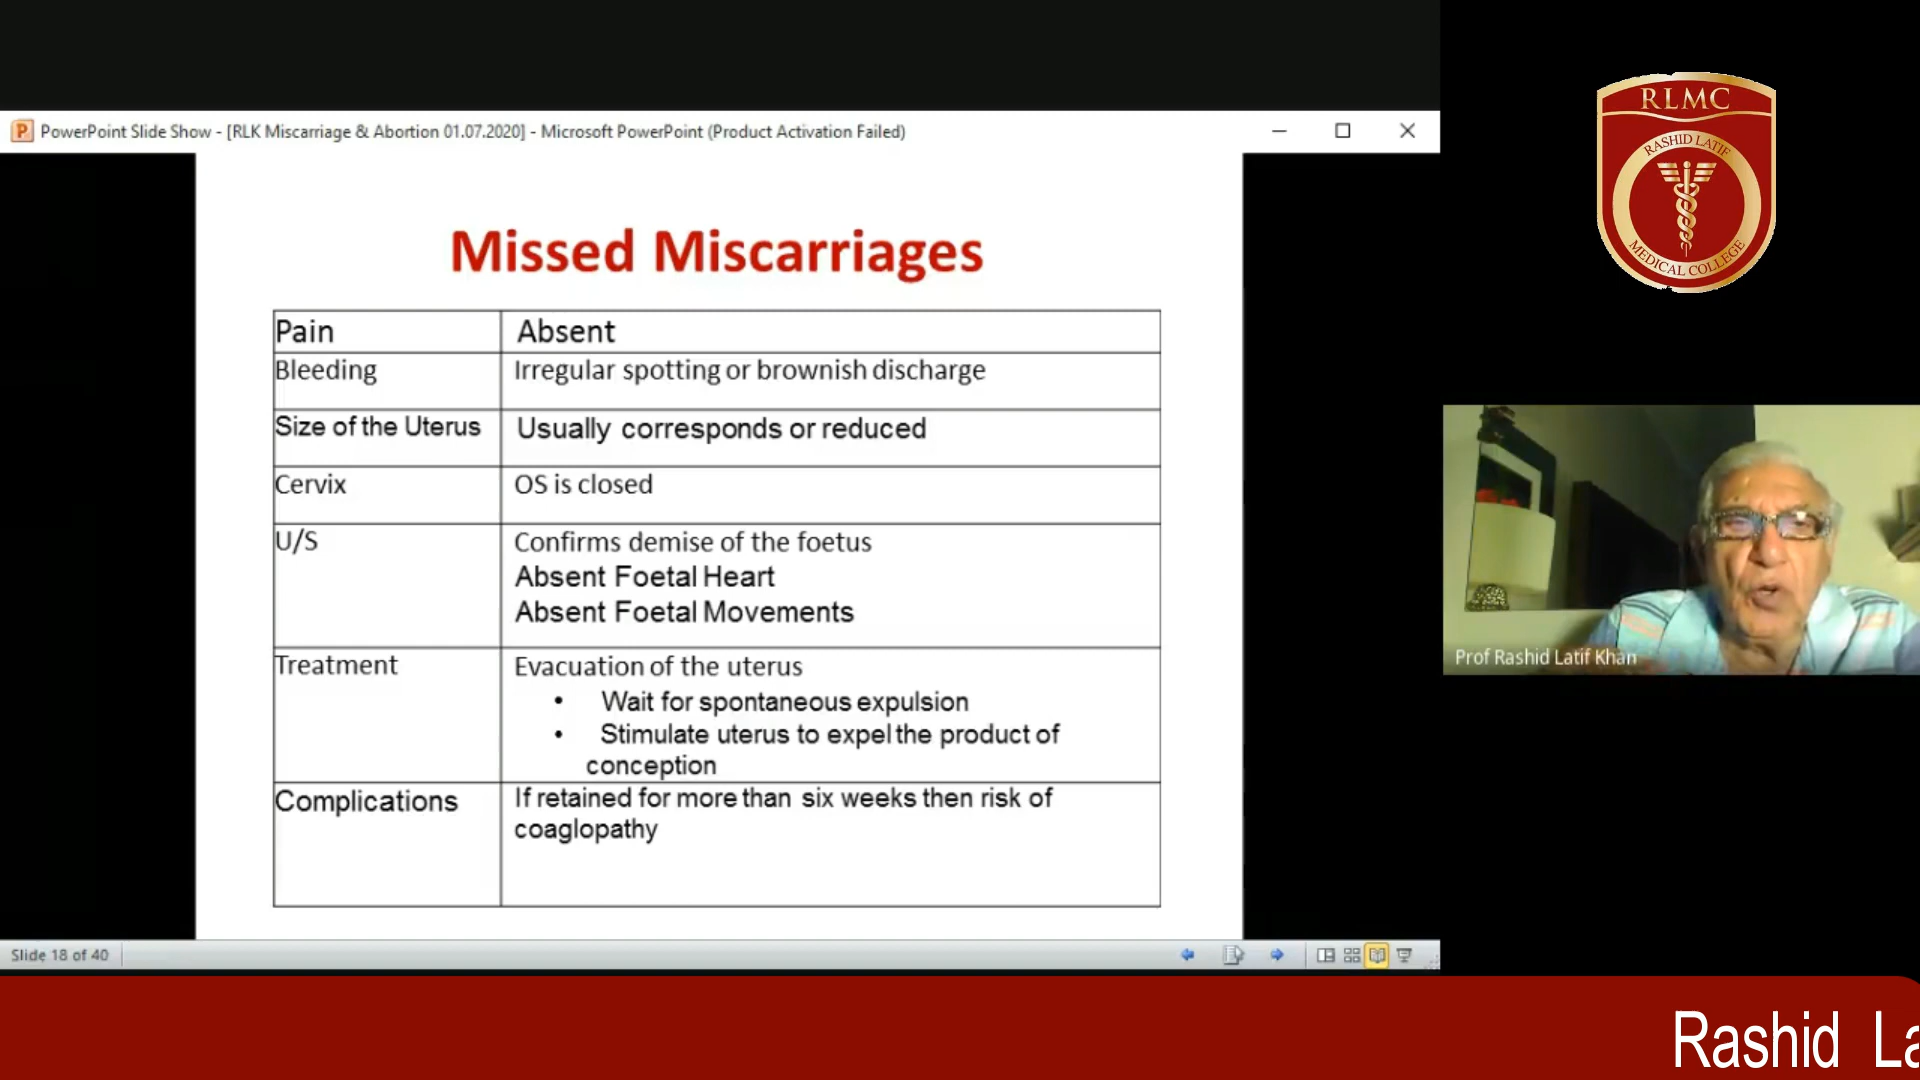 PowerPoint Slide Show - [RLK Miscarriage & Abortion 01.07.2020] - Microsoft PowerPoint (Product Activation Failed)
RLMC
RASHID LATIF
MEDICAL COLLEGE
Missed Miscarriages
Pain Absent
Bleeding Irregular spotting or brownish discharge
Size of the Uterus Usually corresponds or reduced
Cervix OS is closed
U/S Confirms demise of the foetus
Absent Foetal Heart
Absent Foetal Movements
Treatment Evacuation of the uterus
• Wait for spontaneous expulsion
• Stimulate uterus to expel the product of
conception
Complications If retained for more than six weeks then risk of
coaglopathy
Prof Rashid Latif Khan
Slide 18 of 40
Rashid La